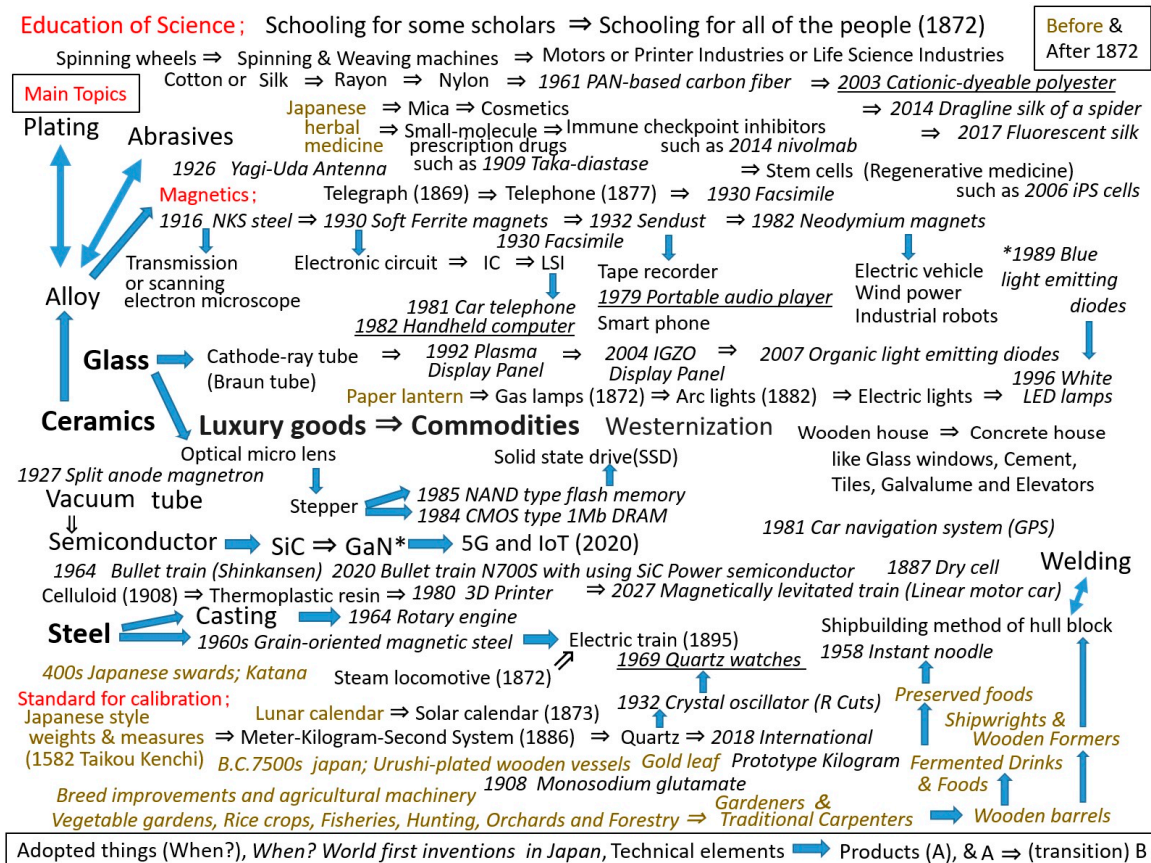 Education of Science; Schooling for some scholars ⇒ Schooling for all of the people (1872)
Before &
After 1872
Spinning wheels ⇒ Spinning & Weaving machines ⇒ Motors or Printer Industries or Life Science Industries
Cotton or Silk ⇒ Rayon ⇒ Nylon ⇒ 1961 PAN-based carbon fiber ⇒ 2003 Cationic-dyeable polyester
Main Topics
Japanese herbal medicine ⇒ Mica ⇒ Cosmetics
⇒ 2014 Dragline silk of a spider
Plating
Abrasives
⇒ Small-molecule prescription drugs
such as 1909 Taka-diastase
⇒ Immune checkpoint inhibitors
such as 2014 nivolmab
⇒ 2017 Fluorescent silk
1926 Yagi-Uda Antenna
⇒ Stem cells (Regenerative medicine)
such as 2006 iPS cells
Magnetics;
Telegraph (1869) ⇒ Telephone (1877) ⇒ 1930 Facsimile
1916 NKS steel ⇒ 1930 Soft Ferrite magnets ⇒ 1932 Sendust ⇒ 1982 Neodymium magnets
1930 Facsimile
Transmission
or scanning
electron microscope
Electronic circuit ⇒ IC ⇒ LSI
Tape recorder
1979 Portable audio player
Smart phone
Electric vehicle
Wind power
Industrial robots
*1989 Blue
light emitting
diodes
Alloy
1981 Car telephone
1982 Handheld computer
Glass
Cathode-ray tube
(Braun tube)
⇒ 1992 Plasma
Display Panel
⇒ 2004 IGZO
Display Panel
⇒ 2007 Organic light emitting diodes
Paper lantern ⇒ Gas lamps (1872) ⇒ Arc lights (1882) ⇒ Electric lights ⇒ 1996 White
LED lamps
Ceramics
Luxury goods ⇒ Commodities Westernization
Wooden house ⇒ Concrete house
like Glass windows, Cement,
Tiles, Galvalume and Elevators
Optical micro lens
Solid state drive(SSD)
1927 Split anode magnetron
Vacuum tube
⇓
Stepper
1985 NAND type flash memory
1984 CMOS type 1Mb DRAM
1981 Car navigation system (GPS)
Semiconductor
SiC ⇒ GaN*
5G and IoT (2020)
Welding
1964 Bullet train (Shinkansen) 2020 Bullet train N700S with using SiC Power semiconductor
1887 Dry cell
Celluloid (1908) ⇒ Thermoplastic resin ⇒ 1980 3D Printer ⇒ 2027 Magnetically levitated train (Linear motor car)
Steel
Casting
1964 Rotary engine
1960s Grain-oriented magnetic steel
Electric train (1895)
Shipbuilding method of hull block
400s Japanese swards; Katana
Steam locomotive (1872) ⇒
1969 Quartz watches
1958 Instant noodle
Standard for calibration;
Japanese style
weights & measures
(1582 Taikou Kenchi)
Lunar calendar ⇒ Solar calendar (1873)
1932 Crystal oscillator (R Cuts)
Preserved foods
⇒ Meter-Kilogram-Second System (1886) ⇒ Quartz ⇒ 2018 International
Prototype Kilogram
Shipwrights &
Wooden Formers
B.C.7500s japan; Urushi-plated wooden vessels Gold leaf
1908 Monosodium glutamate
Fermented Drinks
& Foods
Breed improvements and agricultural machinery
Vegetable gardens, Rice crops, Fisheries, Hunting, Orchards and Forestry ⇒ Gardeners &
Traditional Carpenters
Wooden barrels
Adopted things (When?), When? World first inventions in Japan, Technical elements
Products (A), & A ⇒ (transition) B